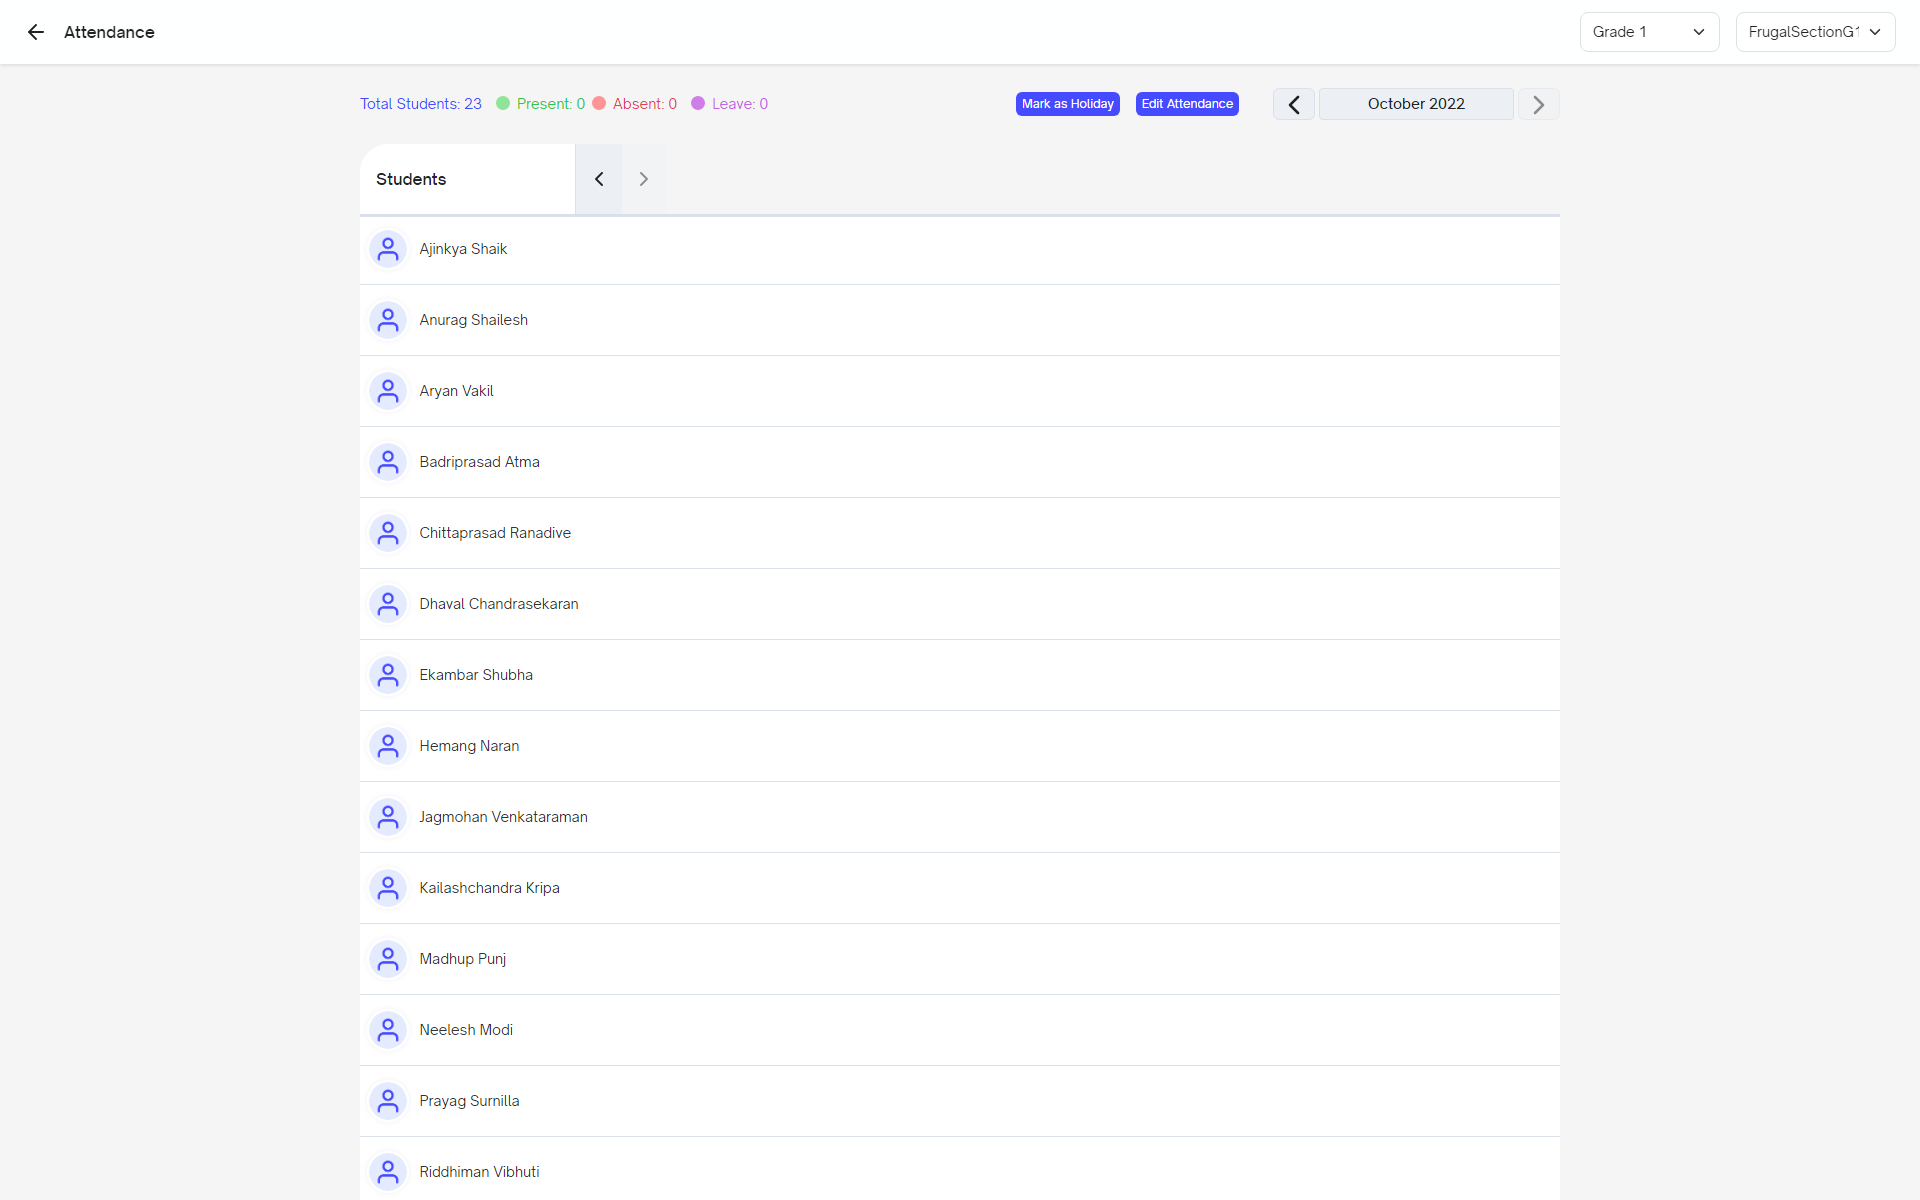 Attendance
Grade 1
FrugalSectionG1
Total Students: 23
Present: 0
Absent: 0
Leave: 0
Mark as Holiday
Edit Attendance
October 2022
Students
Ajinkya Shaik
Anurag Shailesh
Aryan Vakil
Badriprasad Atma
Chittaprasad Ranadive
Dhaval Chandrasekaran
Ekambar Shubha
Hemang Naran
Jagmohan Venkataraman
Kailashchandra Kripa
Madhup Punj
Neelesh Modi
Prayag Surnilla
Riddhiman Vibhuti